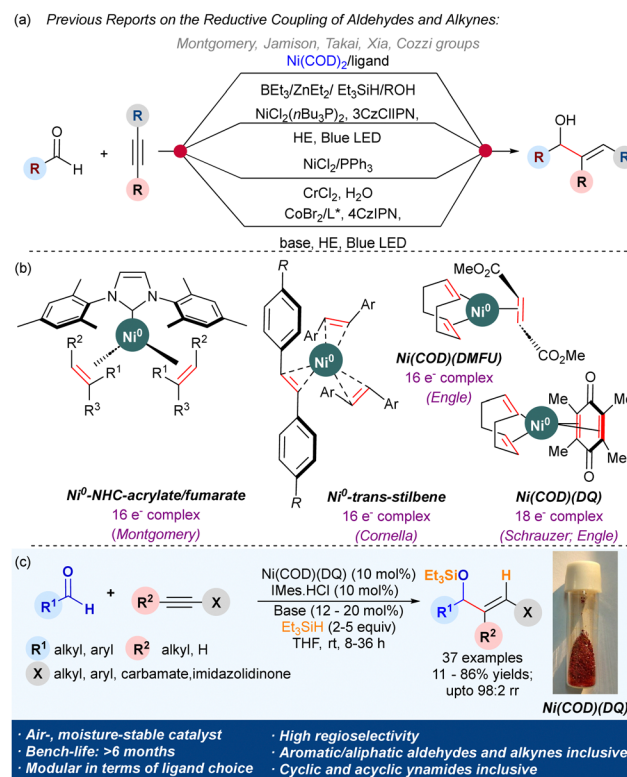 (a) Previous Reports on the Reductive Coupling of Aldehydes and Alkynes:
Montgomery, Jamison, Takai, Xia, Cozzi groups
Ni(COD)2/ligand
BEt3/ZnEt2/ Et3SiH/ROH
NiCl2(nBu3P)2, 3CzClIPN,
HE, Blue LED
NiCl2/PPh3
CrCl2, H2O
CoBr2/L*, 4CzIPN,
base, HE, Blue LED
O
R H
+
R
R
OH
R R
R
(b)
Ni0
R2
R1
R3
R2
R1
R3
Ni0-NHC-acrylate/fumarate
16 e- complex
(Montgomery)
R
Ar
Ar
Ni0
Ar
Ar
R
Ni0-trans-stilbene
16 e- complex
(Cornella)
MeO2C
Ni0
CO2Me
Ni(COD)(DMFU)
16 e- complex
(Engle)
O
Me Me
Ni0
Me Me
O
Ni(COD)(DQ)
18 e- complex
(Schrauzer; Engle)
(c)
O
R1 H
+
R2 X
Ni(COD)(DQ) (10 mol%)
IMes.HCl (10 mol%)
Base (12 - 20 mol%)
Et3SiH (2-5 equiv)
THF, rt, 8-36 h
Et3SiO H
R1 X
R2
R1 alkyl, aryl R2 alkyl, H
X alkyl, aryl, carbamate,imidazolidinone
37 examples
11 - 86% yields;
upto 98:2 rr
Ni(COD)(DQ)
· Air-, moisture-stable catalyst
· Bench-life: >6 months
· Modular in terms of ligand choice
· High regioselectivity
· Aromatic/aliphatic aldehydes and alkynes inclusive
· Cyclic and acyclic ynamides inclusive